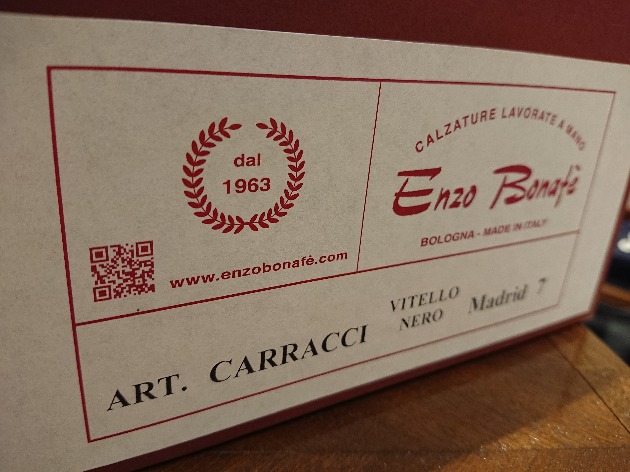 dal
1963
www.enzobonafè.com
CALZATURE LAVORATE A MANO
Enzo Bonafè
BOLOGNA - MADE IN ITALY
ART. CARRACCI
VITELLO
NERO
Madrid 7